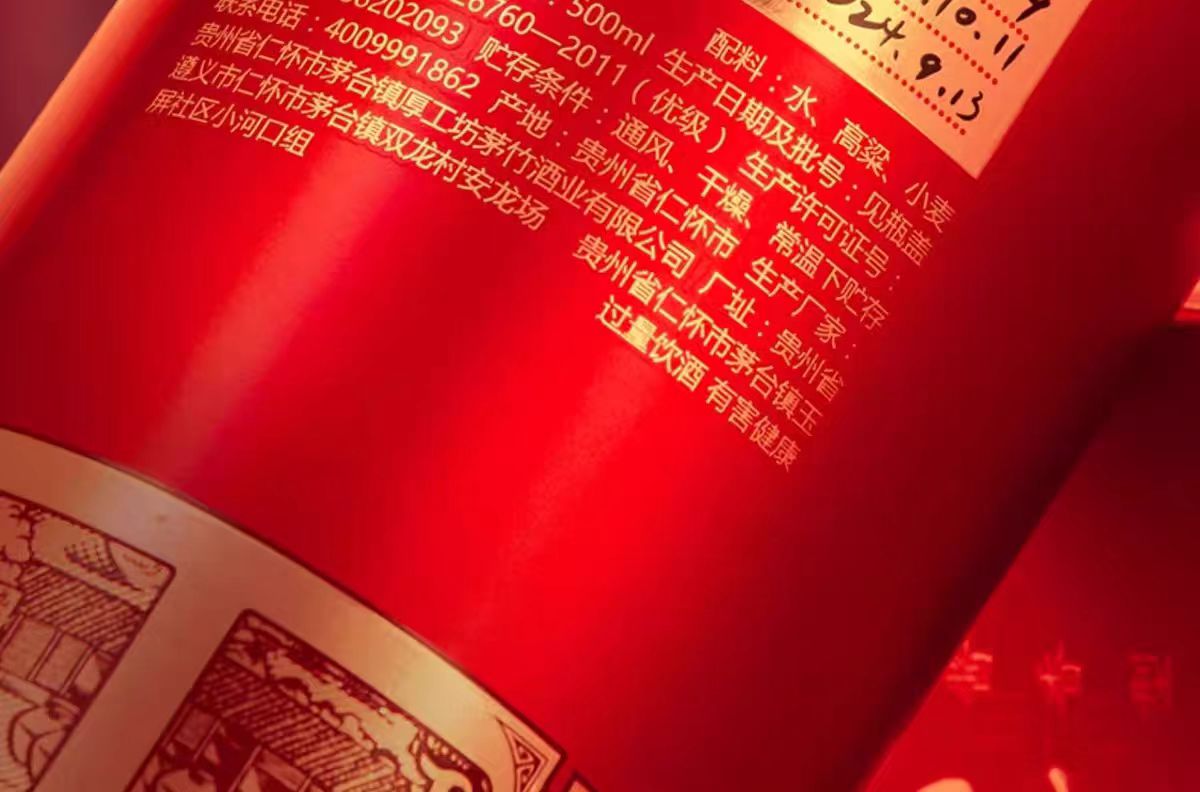 10.11
24.9.13
配料：水、高粱、小麦
：500ml 生产日期及批号：见瓶盖
26760—2011（优级） 生产许可证号：
8202093 贮存条件：通风、干燥、常温下贮存
联系电话：4009991862 产地：贵州省仁怀市 生产厂家：
贵州省仁怀市茅台镇厚工坊茅竹酒业有限公司 厂址：贵州省
遵义市仁怀市茅台镇双龙村安龙场 贵州省仁怀市茅台镇玉
屏社区小河口组 过量饮酒 有害健康